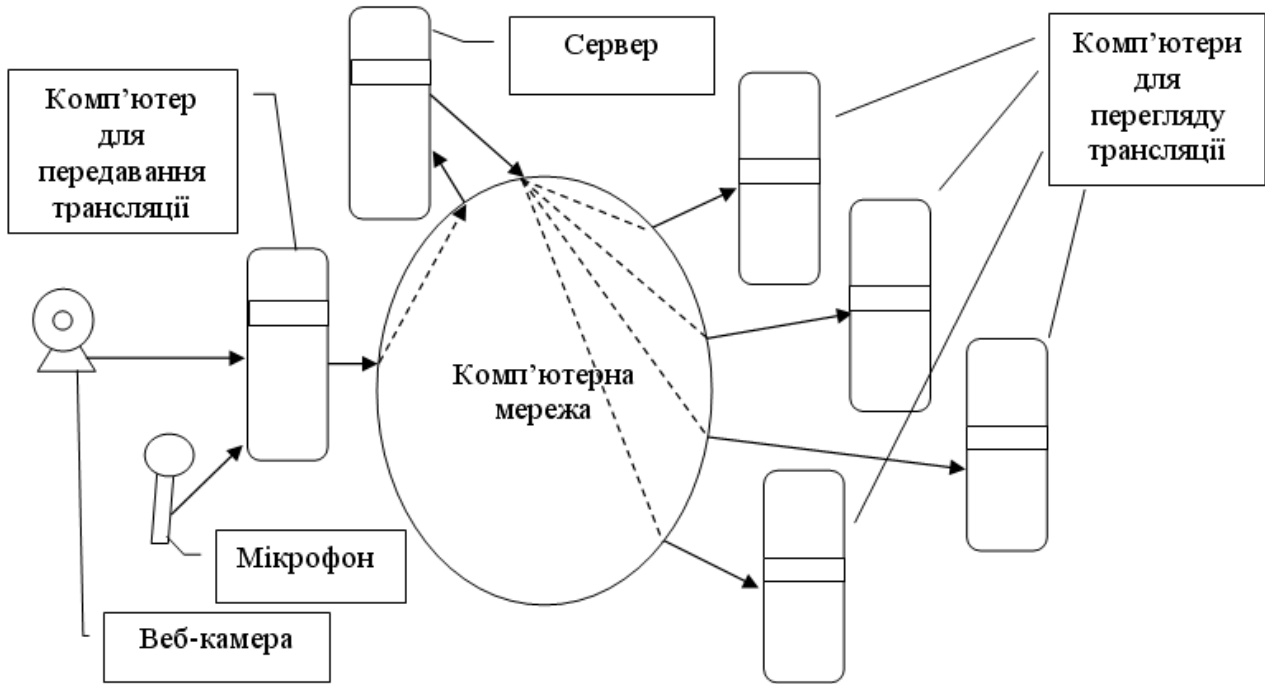 Сервер
Комп’ютери
для
перегляду
трансляції
Комп’ютер
для
передавання
трансляції
Комп’ютерна
мережа
Мікрофон
Веб-камера